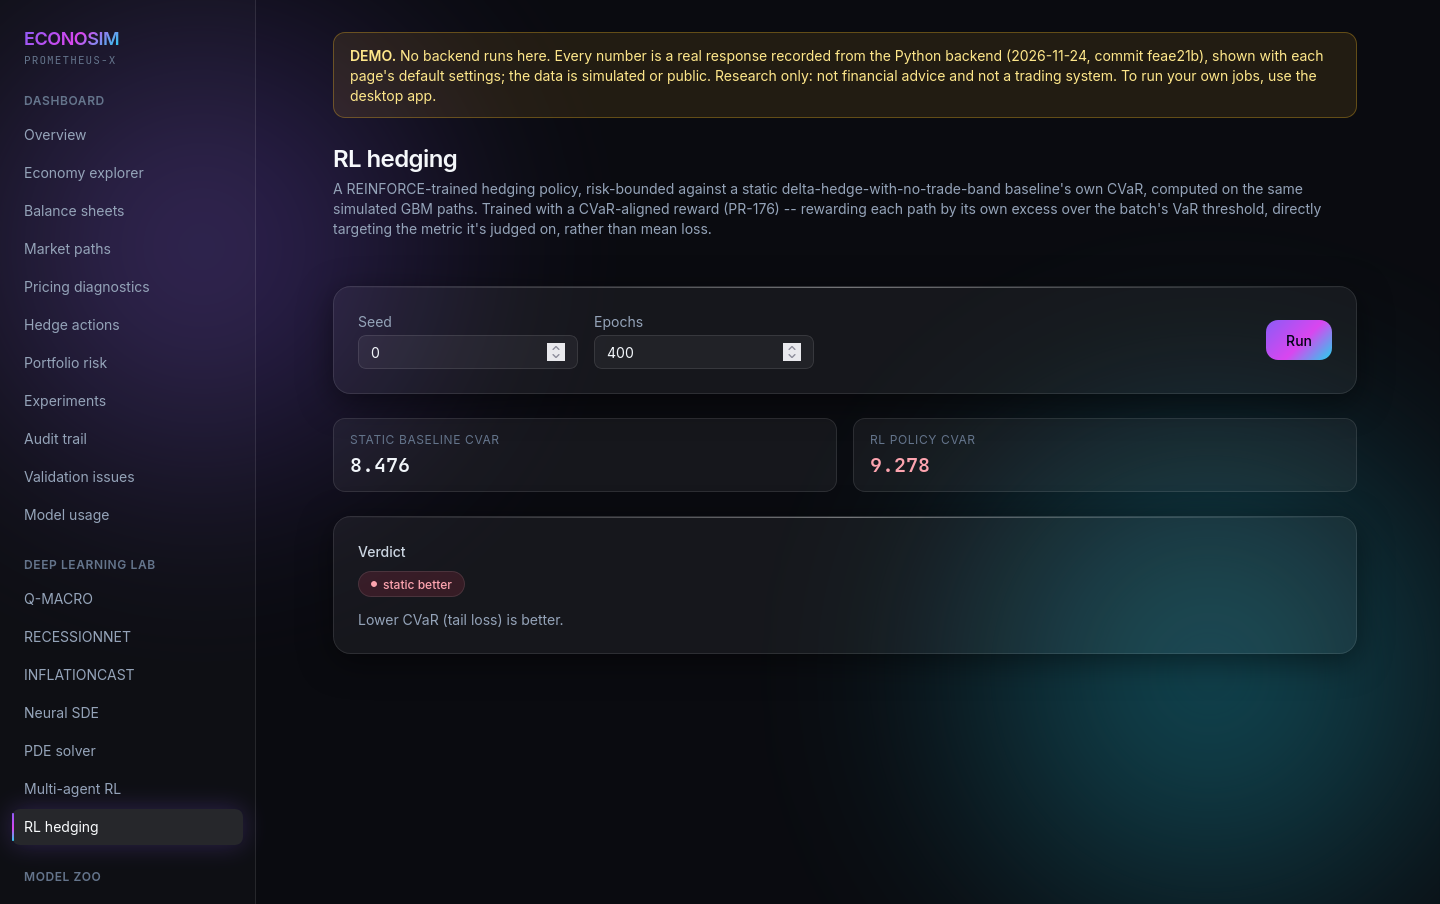 ECONOSIM
PROMETHEUS-X
DASHBOARD
Overview
Economy explorer
Balance sheets
Market paths
Pricing diagnostics
Hedge actions
Portfolio risk
Experiments
Audit trail
Validation issues
Model usage
DEEP LEARNING LAB
Q-MACRO
RECESSIONNET
INFLATIONCAST
Neural SDE
PDE solver
Multi-agent RL
RL hedging
MODEL ZOO
DEMO. No backend runs here. Every number is a real response recorded from the Python backend (2026-11-24, commit feae21b), shown with each
page's default settings; the data is simulated or public. Research only: not financial advice and not a trading system. To run your own jobs, use the
desktop app.
RL hedging
A REINFORCE-trained hedging policy, risk-bounded against a static delta-hedge-with-no-trade-band baseline's own CVaR, computed on the same
simulated GBM paths. Trained with a CVaR-aligned reward (PR-176) -- rewarding each path by its own excess over the batch's VaR threshold, directly
targeting the metric it's judged on, rather than mean loss.
Seed
0
Epochs
400
Run
STATIC BASELINE CVAR
8.476
RL POLICY CVAR
9.278
Verdict
static better
Lower CVaR (tail loss) is better.